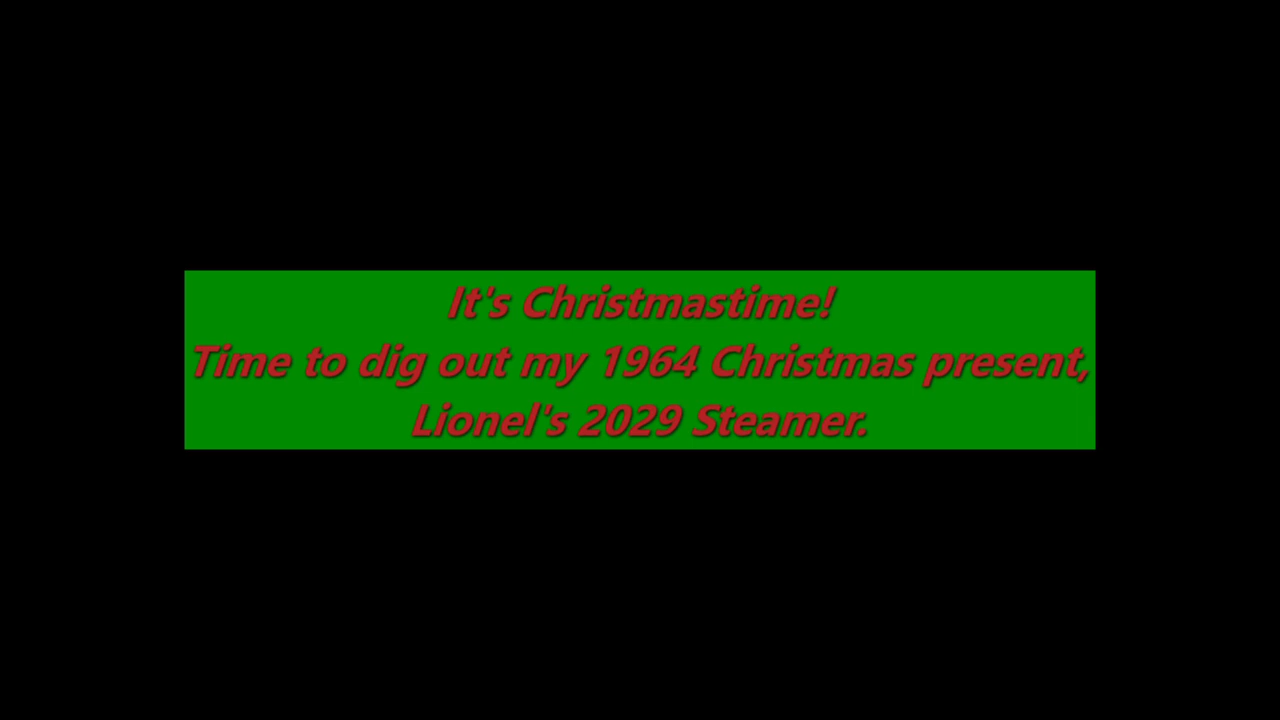 It's Christmastime!
Time to dig out my 1964 Christmas present,
Lionel's 2029 Steamer.